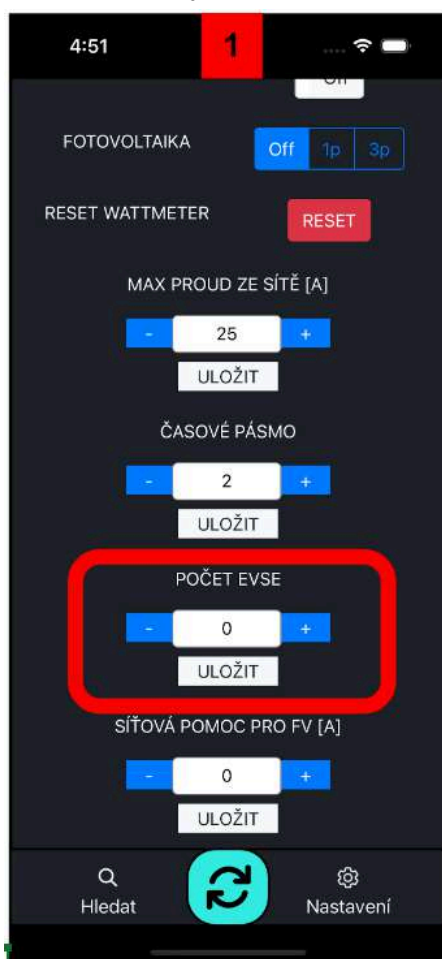 4:51
1
FOTOVOLTAIKA
Off 1p 3p
RESET WATTMETER
RESET
MAX PROUD ZE SÍTĚ [A]
- 25 +
ULOŽIT
ČASOVÉ PÁSMO
- 2 +
ULOŽIT
POČET EVSE
- 0 +
ULOŽIT
SÍŤOVÁ POMOC PRO FV [A]
- 0 +
ULOŽIT
Hledat
Nastavení